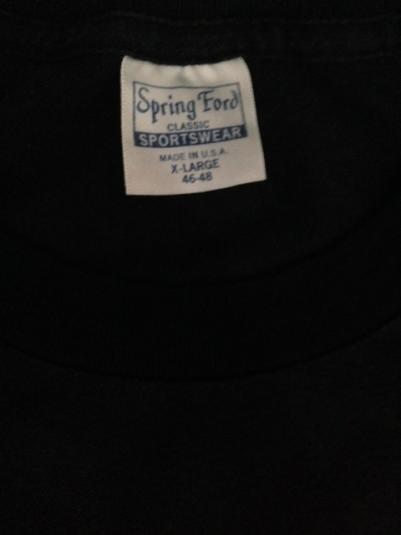 Spring Ford
CLASSIC
SPORTSWEAR
MADE IN U.S.A.
X-LARGE
46-48